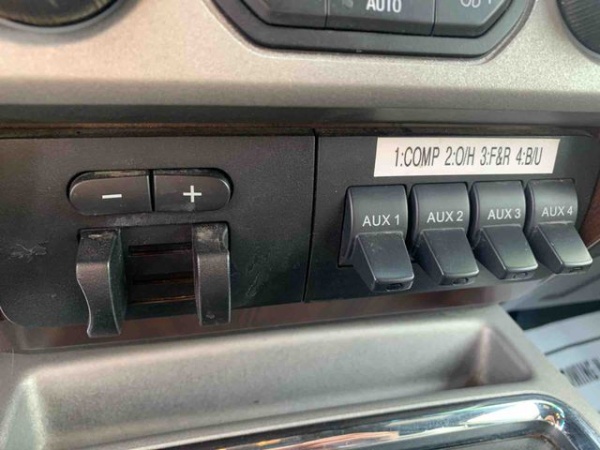 AUTO
− +
1:COMP 2:O/H 3:F&R 4:B/U
AUX 1 AUX 2 AUX 3 AUX 4